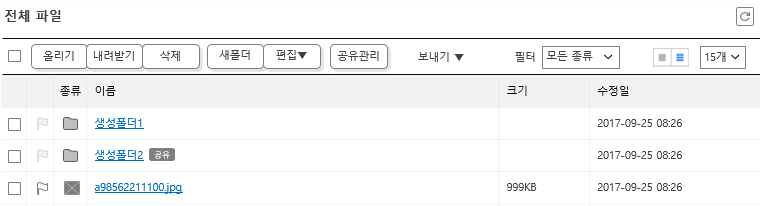 전체 파일
올리기 내려받기 삭제 새폴더 편집▼ 공유관리 보내기 ▼ 필터 모든 종류 15개
종류 이름 크기 수정일
생성폴더1 2017-09-25 08:26
생성폴더2 공유 2017-09-25 08:26
a98562211100.jpg 999KB 2017-09-25 08:26